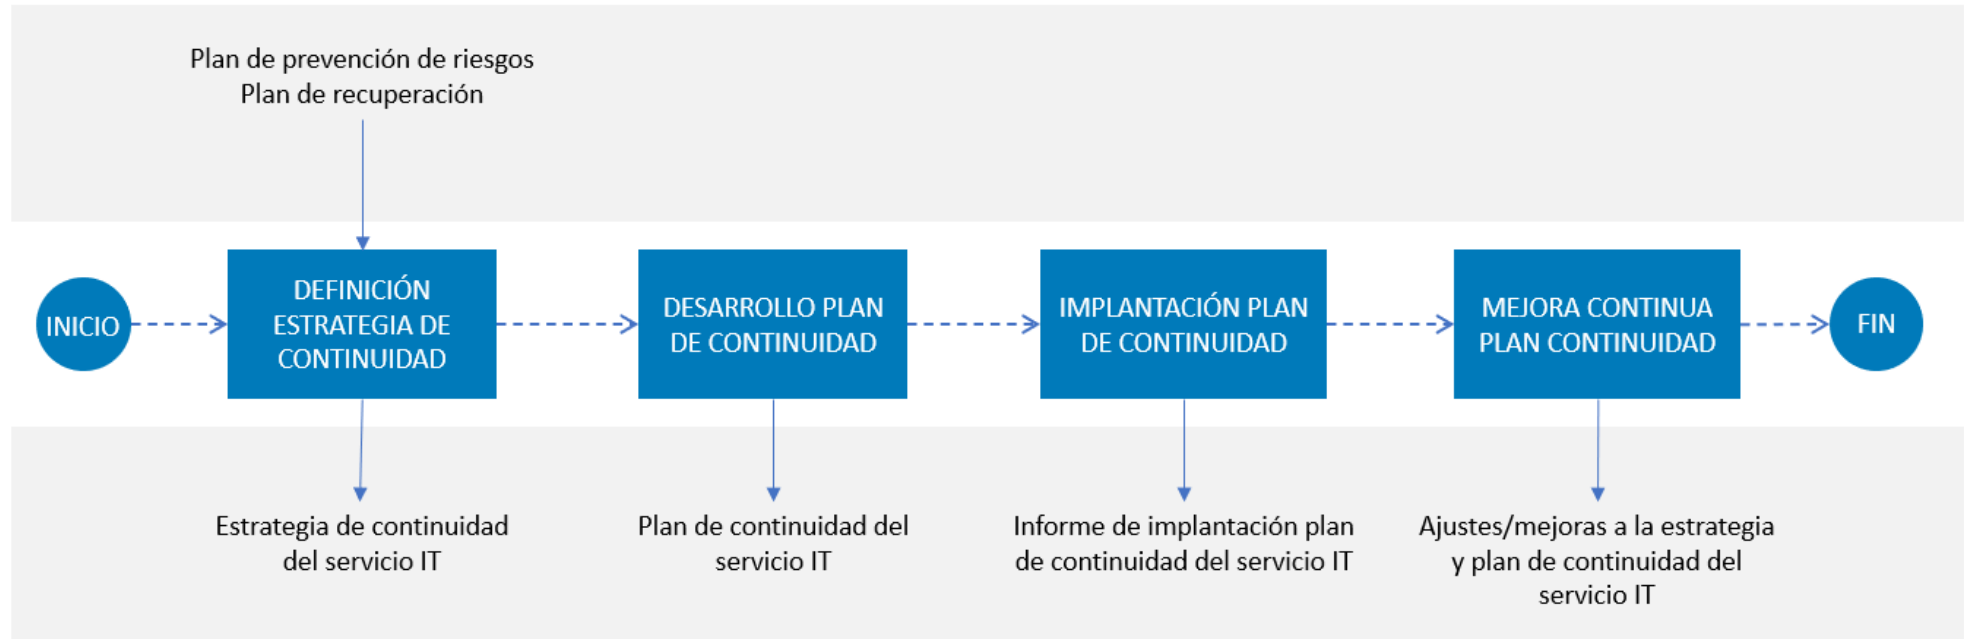 Plan de prevención de riesgos
Plan de recuperación
INICIO
DEFINICIÓN
ESTRATEGIA DE
CONTINUIDAD
DESARROLLO PLAN
DE CONTINUIDAD
IMPLANTACIÓN PLAN
DE CONTINUIDAD
MEJORA CONTINUA
PLAN CONTINUIDAD
FIN
Estrategia de continuidad
del servicio IT
Plan de continuidad del
servicio IT
Informe de implantación plan
de continuidad del servicio IT
Ajustes/mejoras a la estrategia
y plan de continuidad del
servicio IT